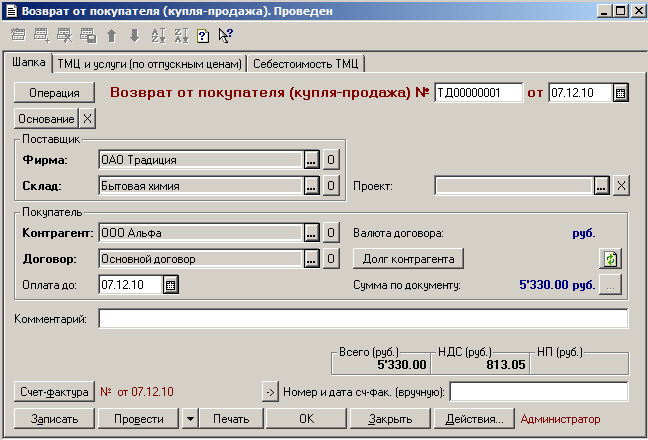 Возврат от покупателя (купля-продажа). Проведен
Шапка ТМЦ и услуги (по отпускным ценам) Себестоимость ТМЦ
Операция Возврат от покупателя (купля-продажа) № ТД00000001 от 07.12.10
Основание X
Поставщик
Фирма: ОАО Традиция ... 0
Склад: Бытовая химия ... 0 Проект: ... X
Покупатель
Контрагент: ООО Альфа ... 0 Валюта договора: руб.
Договор: Основной договор ... 0 Долг контрагента
Оплата до: 07.12.10 Сумма по документу: 5'330.00 руб. ...
Комментарий:
Всего (руб.) НДС (руб.) НП (руб.)
5'330.00 813.05
Счет-фактура № от 07.12.10 -> Номер и дата сч-фак. (вручную):
Записать Провести Печать OK Закрыть Действия... Администратор